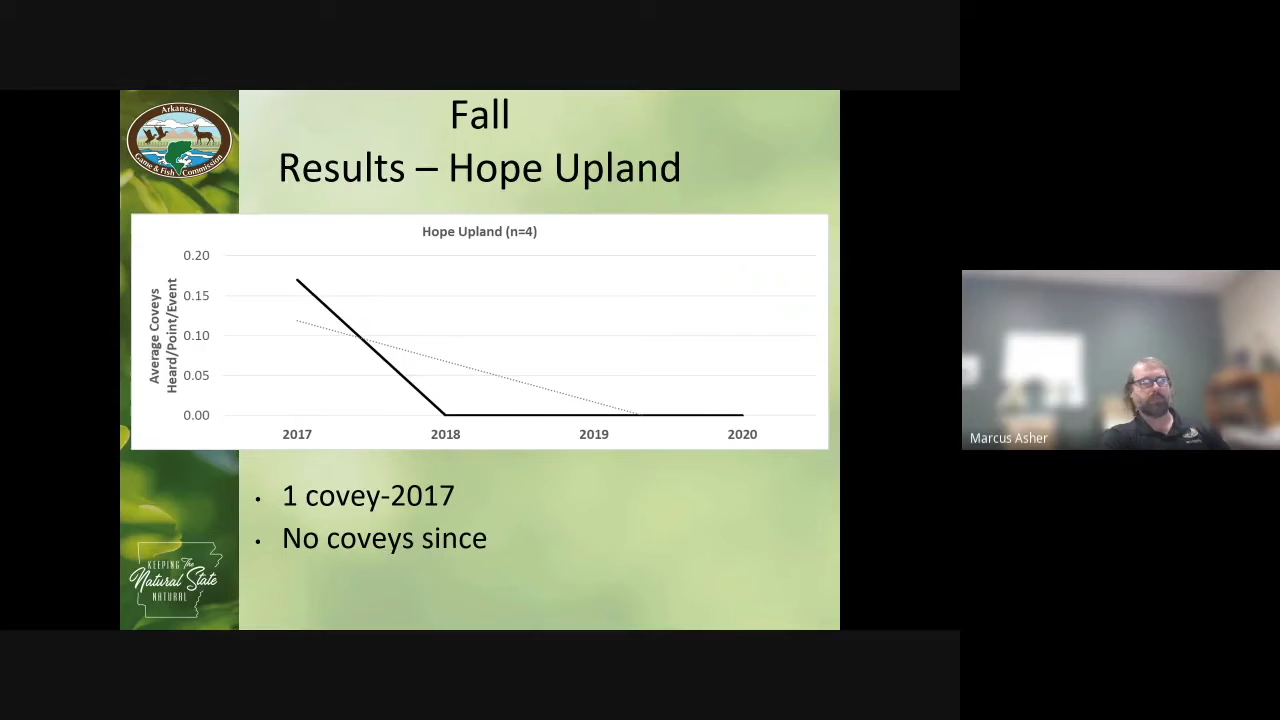 Arkansas
Game & Fish Commission
Fall
Results – Hope Upland
Hope Upland (n=4)
Average Coveys
Heard/Point/Event
0.20
0.15
0.10
0.05
0.00
2017
2018
2019
2020
• 1 covey-2017
• No coveys since
KEEPING The
Natural State
NATURAL
Marcus Asher